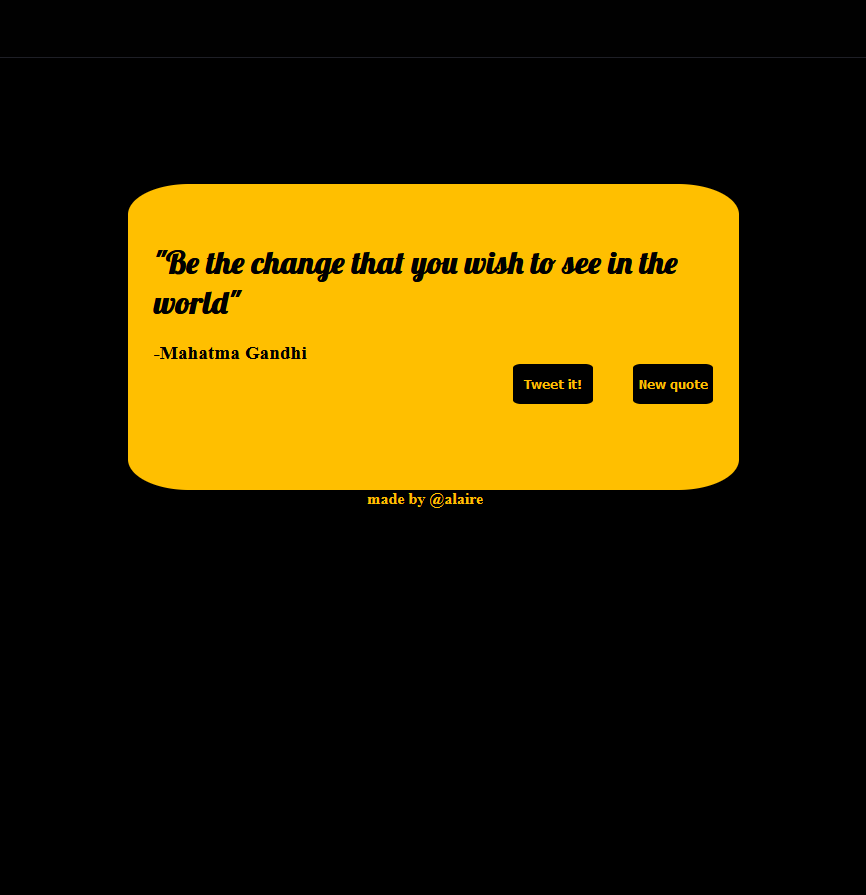 "Be the change that you wish to see in the
world"
-Mahatma Gandhi
Tweet it! New quote
made by @alaire